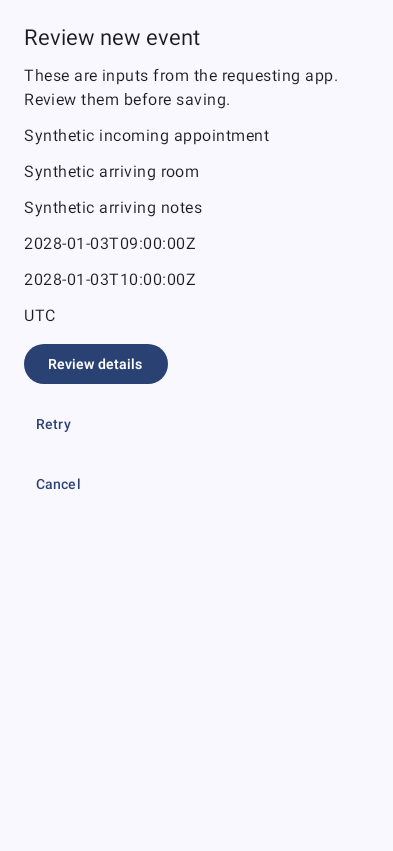 Review new event
These are inputs from the requesting app.
Review them before saving.
Synthetic incoming appointment
Synthetic arriving room
Synthetic arriving notes
2028-01-03T09:00:00Z
2028-01-03T10:00:00Z
UTC
Review details
Retry
Cancel